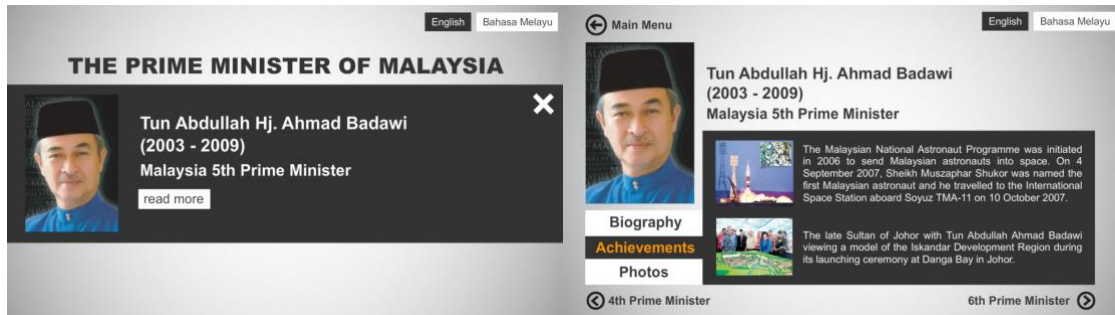 English Bahasa Melayu
THE PRIME MINISTER OF MALAYSIA
Tun Abdullah Hj. Ahmad Badawi
(2003 - 2009)
Malaysia 5th Prime Minister
read more
Main Menu
English Bahasa Melayu
Tun Abdullah Hj. Ahmad Badawi
(2003 - 2009)
Malaysia 5th Prime Minister
The Malaysian National Astronaut Programme was initiated
in 2006 to send Malaysian astronauts into space. On 4
September 2007, Sheikh Muszaphar Shukor was named the
first Malaysian astronaut and he travelled to the International
Space Station aboard Soyuz TMA-11 on 10 October 2007.
The late Sultan of Johor with Tun Abdullah Ahmad Badawi
viewing a model of the Iskandar Development Region during
its launching ceremony at Danga Bay in Johor.
Biography
Achievements
Photos
4th Prime Minister
6th Prime Minister